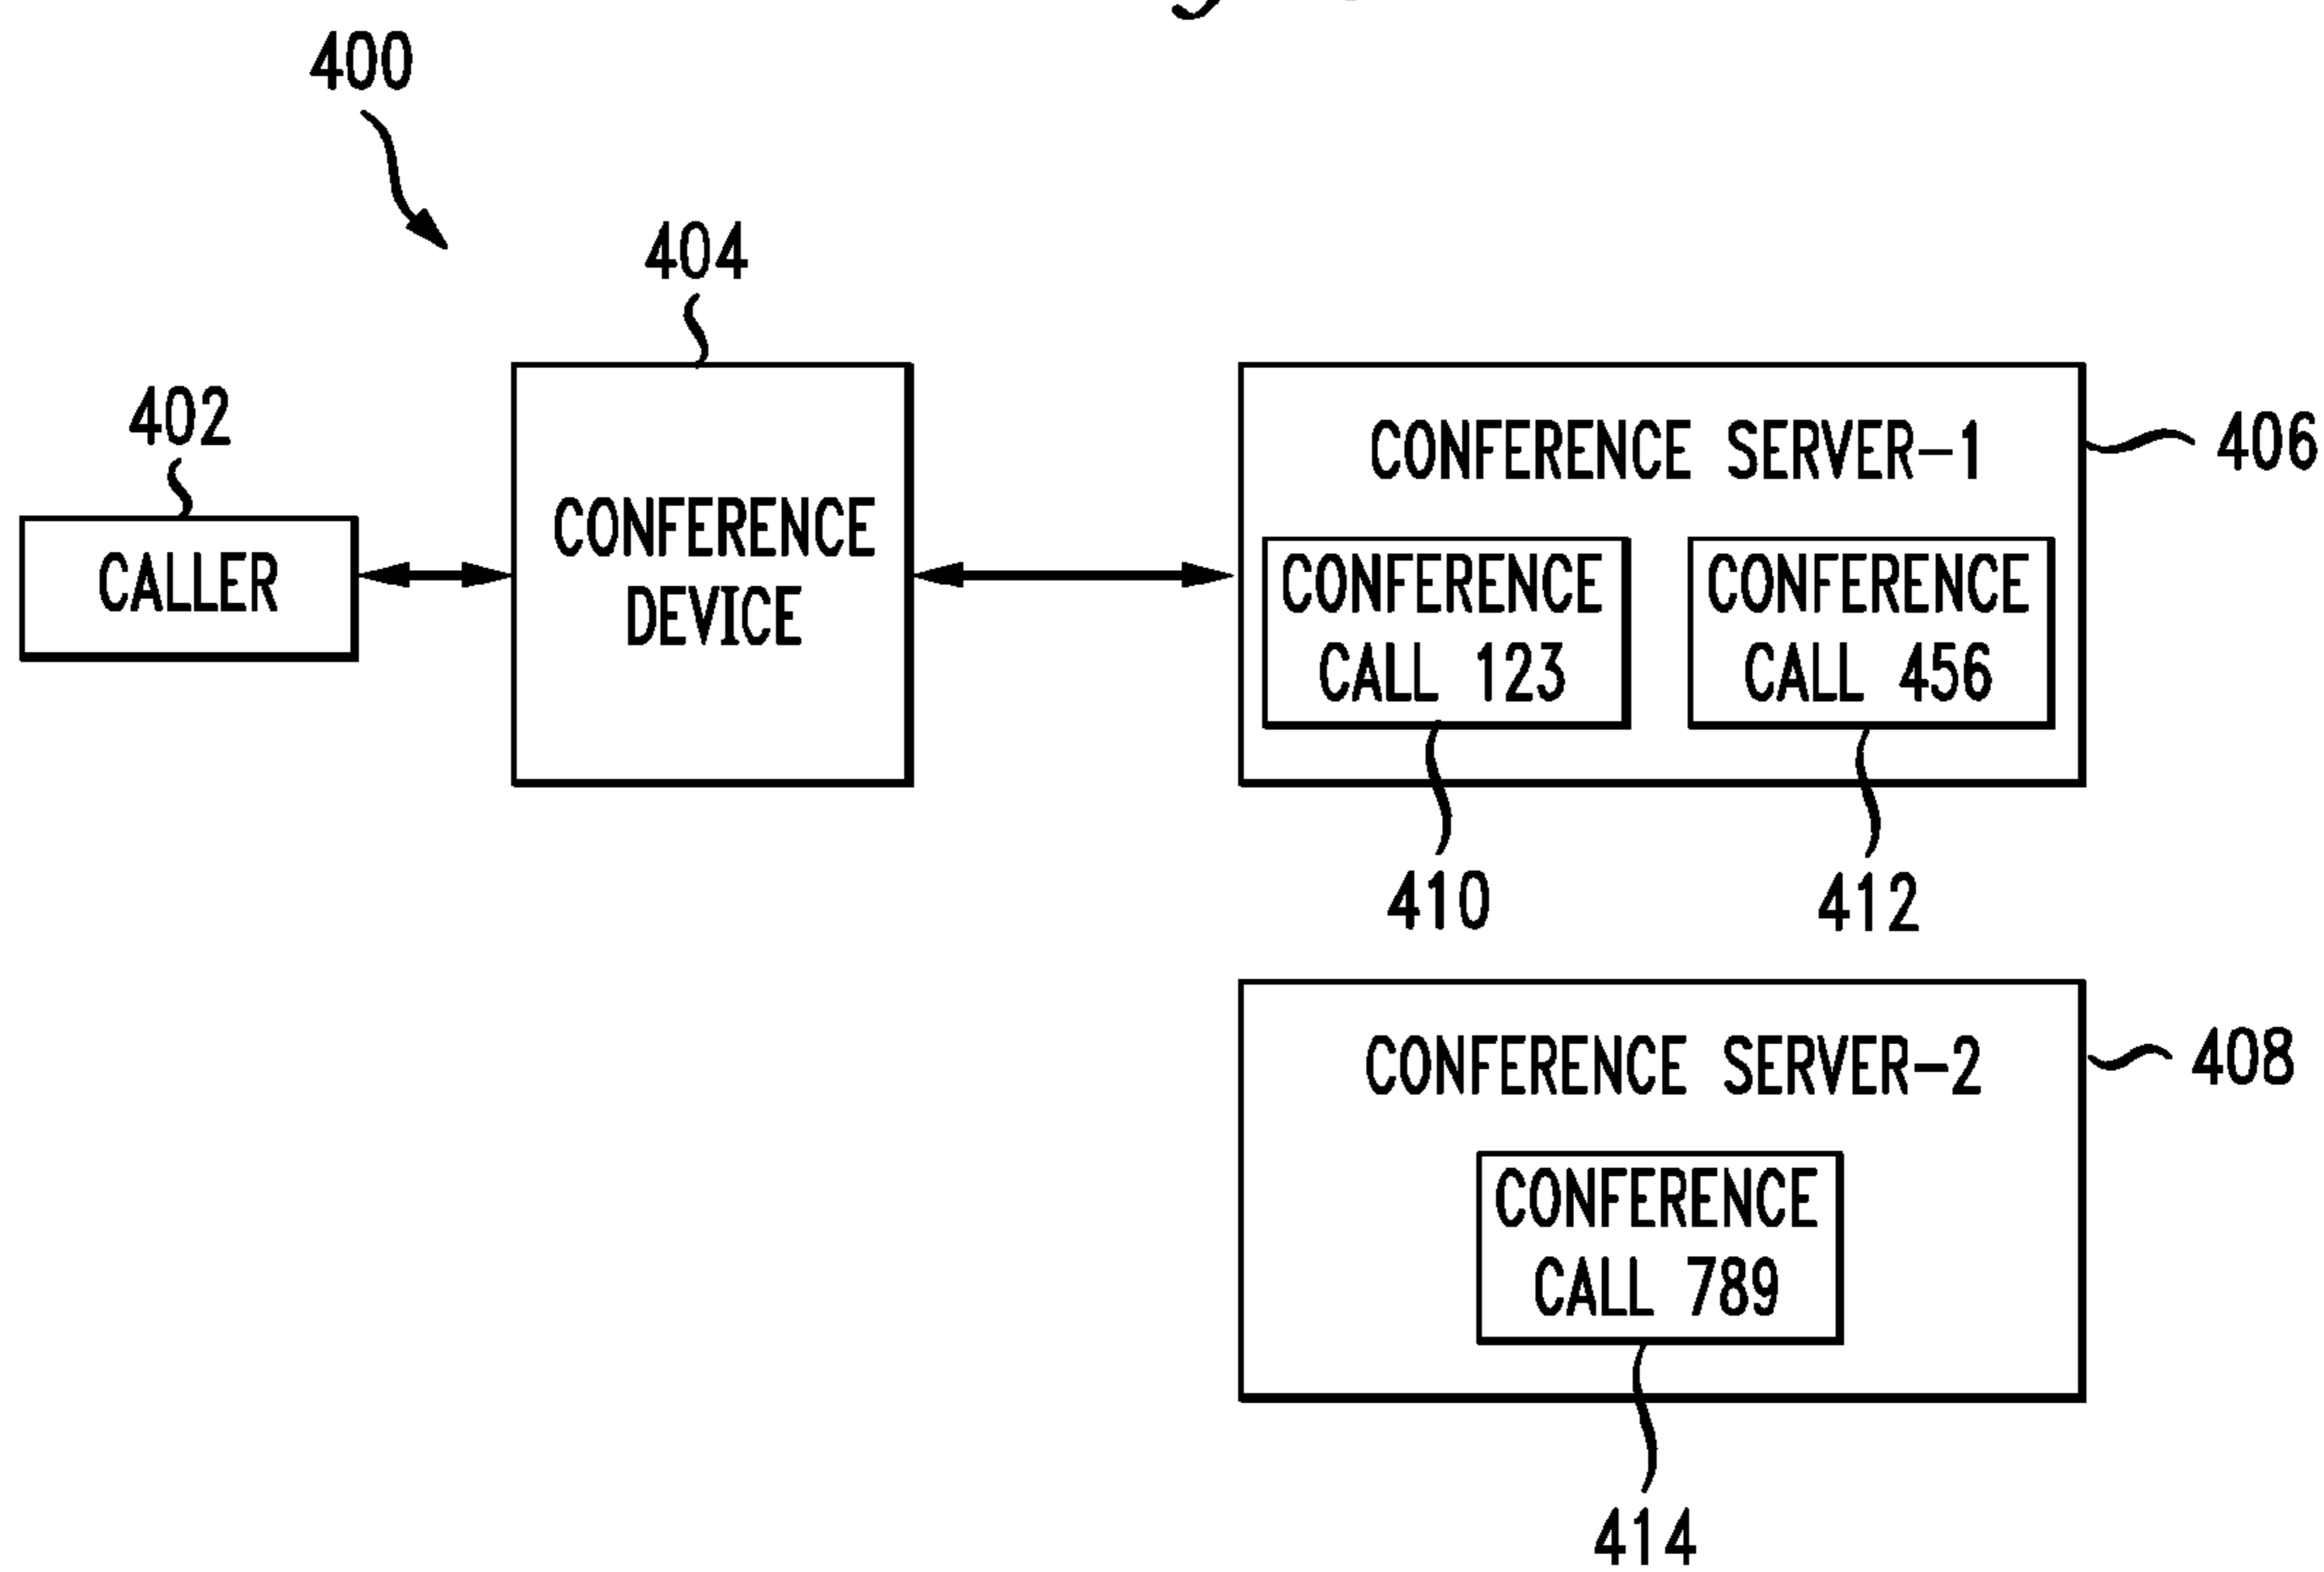 400
404
402
CALLER
CONFERENCE
DEVICE
CONFERENCE SERVER-1
406
CONFERENCE
CALL 123
CONFERENCE
CALL 456
410
412
CONFERENCE SERVER-2
408
CONFERENCE
CALL 789
414